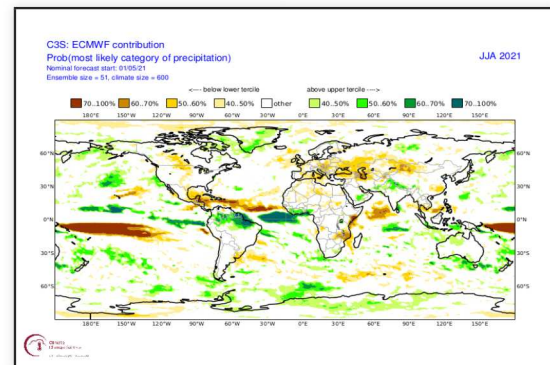 C3S: ECMWF contribution
Prob(most likely category of precipitation)
JJA 2021
Nominal forecast start: 01/05/21
Ensemble size = 51, climate size = 600
<---- below lower tercile
above upper tercile ---->
70..100% 60..70% 50..60% 40..50% other 40..50% 50..60% 60..70% 70..100%
180°E 150°W 120°W 90°W 60°W 30°W 0°E 30°E 60°E 90°E 120°E 150°E
60°N 60°N
30°N 30°N
0°N 0°N
30°S 30°S
60°S 60°S
180°E 150°W 120°W 90°W 60°W 30°W 0°E 30°E 60°E 90°E 120°E 150°E